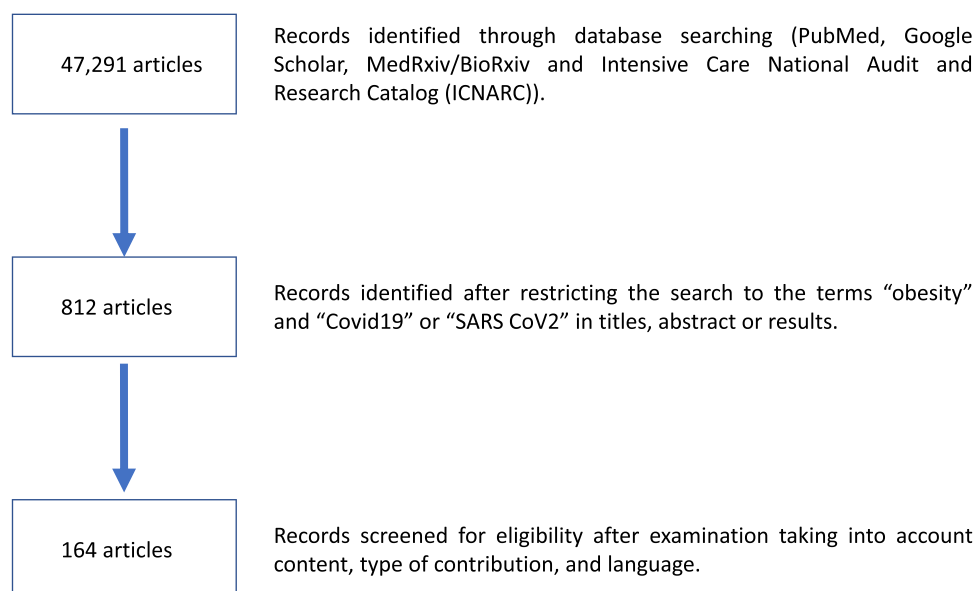 47,291 articles
Records identified through database searching (PubMed, Google
Scholar, MedRxiv/BioRxiv and Intensive Care National Audit and
Research Catalog (ICNARC)).
812 articles
Records identified after restricting the search to the terms “obesity”
and “Covid19” or “SARS CoV2” in titles, abstract or results.
164 articles
Records screened for eligibility after examination taking into account
content, type of contribution, and language.